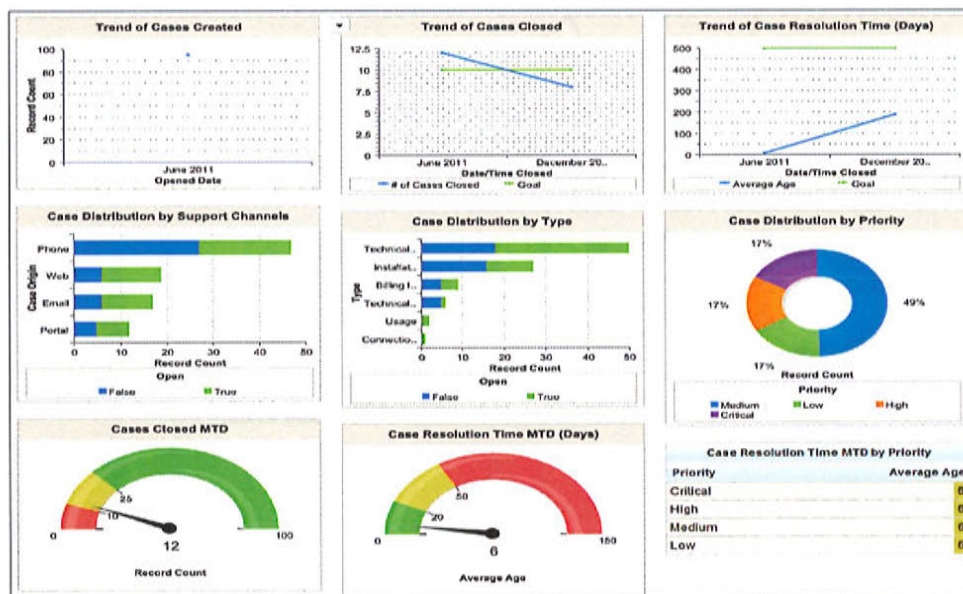 Trend of Cases Created
100
80
60
40
20
0
Record Count
June 2011
Opened Date
Trend of Cases Closed
12.5
10
7.5
5
2.5
0
June 2011
December 20..
Date/Time Closed
# of Cases Closed
Goal
Trend of Case Resolution Time (Days)
500
400
300
200
100
0
June 2011
December 20..
Date/Time Closed
Average Age
Goal
Case Distribution by Support Channels
Case Origin
Phone
Web
Email
Portal
0 10 20 30 40 50
Record Count
Open
False
True
Case Distribution by Type
Type
Technical..
Installat..
Billing I..
Technical..
Usage
Connectio..
0 10 20 30 40 50
Record Count
Open
False
True
Case Distribution by Priority
17%
17%
49%
17%
Record Count
Priority
Medium
Low
High
Critical
Cases Closed MTD
0
10
25
100
12
Record Count
Case Resolution Time MTD (Days)
0
20
50
150
6
Average Age
Case Resolution Time MTD by Priority
Priority Average Age
Critical 6
High 6
Medium 6
Low 6